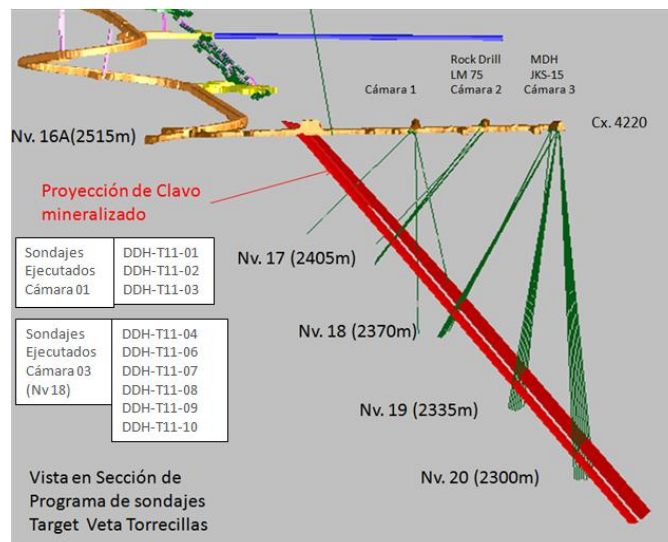 Rock Drill
LM 75
Cámara 2
MDH
JKS-15
Cámara 3
Cámara 1
Cx. 4220
Nv. 16A(2515m)
Proyección de Clavo
mineralizado
Nv. 17 (2405m)
Sondajes
Ejecutados
Cámara 01
DDH-T11-01
DDH-T11-02
DDH-T11-03
Nv. 18 (2370m)
Sondajes
Ejecutados
Cámara 03
(Nv 18)
DDH-T11-04
DDH-T11-06
DDH-T11-07
DDH-T11-08
DDH-T11-09
DDH-T11-10
Nv. 19 (2335m)
Nv. 20 (2300m)
Vista en Sección de
Programa de sondajes
Target  Veta Torrecillas